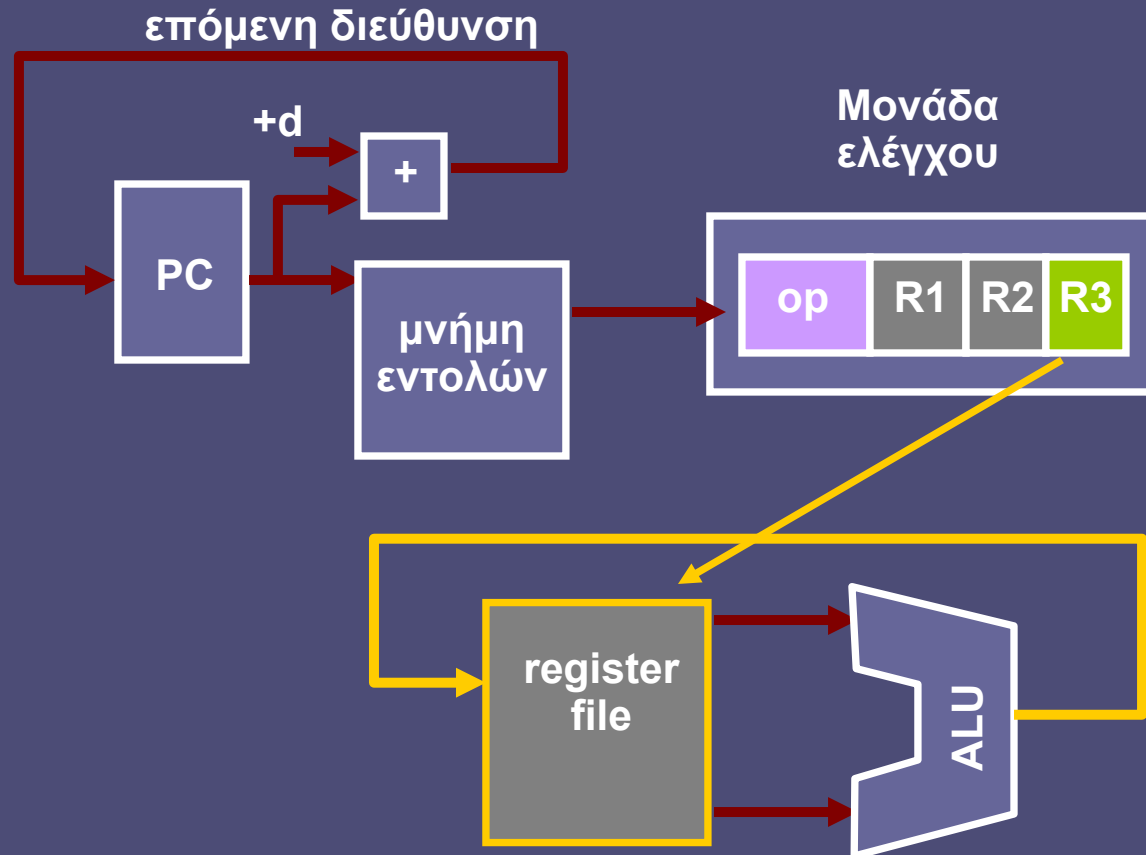 επόμενη διεύθυνση
+d
+
Μονάδα
ελέγχου
PC
op
R1
R2
R3
μνήμη
εντολών
register
file
ALU